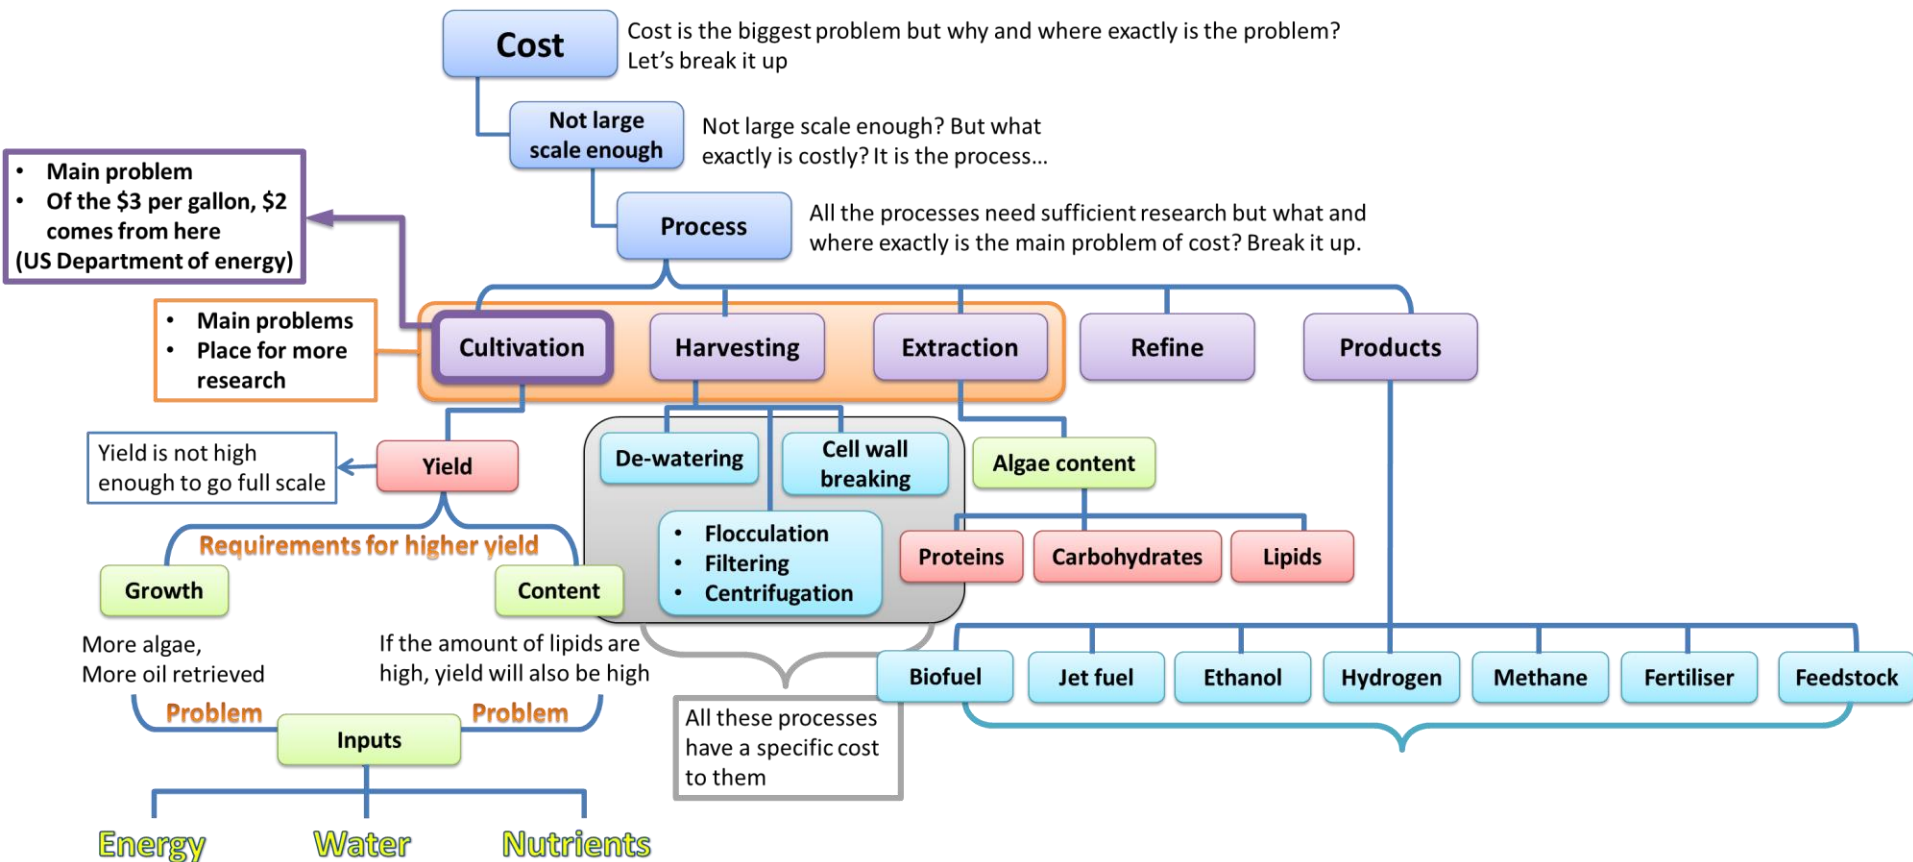 Cost
Cost is the biggest problem but why and where exactly is the problem?
Let's break it up
Not large
scale enough
Not large scale enough? But what
exactly is costly? It is the process...
• Main problem
• Of the $3 per gallon, $2
comes from here
(US Department of energy)
Process
All the processes need sufficient research but what and
where exactly is the main problem of cost? Break it up.
• Main problems
• Place for more
research
Cultivation
Harvesting
Extraction
Refine
Products
Yield is not high
enough to go full scale
Yield
De-watering
Cell wall
breaking
Algae content
Requirements for higher yield
• Flocculation
• Filtering
• Centrifugation
Proteins
Carbohydrates
Lipids
Growth
Content
More algae,
More oil retrieved
If the amount of lipids are
high, yield will also be high
Biofuel
Jet fuel
Ethanol
Hydrogen
Methane
Fertiliser
Feedstock
Problem
Problem
Inputs
All these processes
have a specific cost
to them
Energy
Water
Nutrients